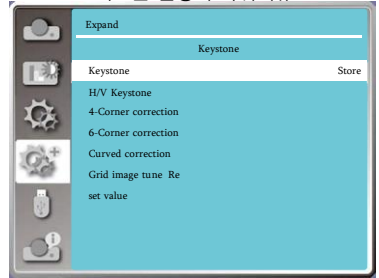 Expand
Keystone
Keystone Store
H/V Keystone
4-Corner correction
6-Corner correction
Curved correction
Grid image tune Re
set value